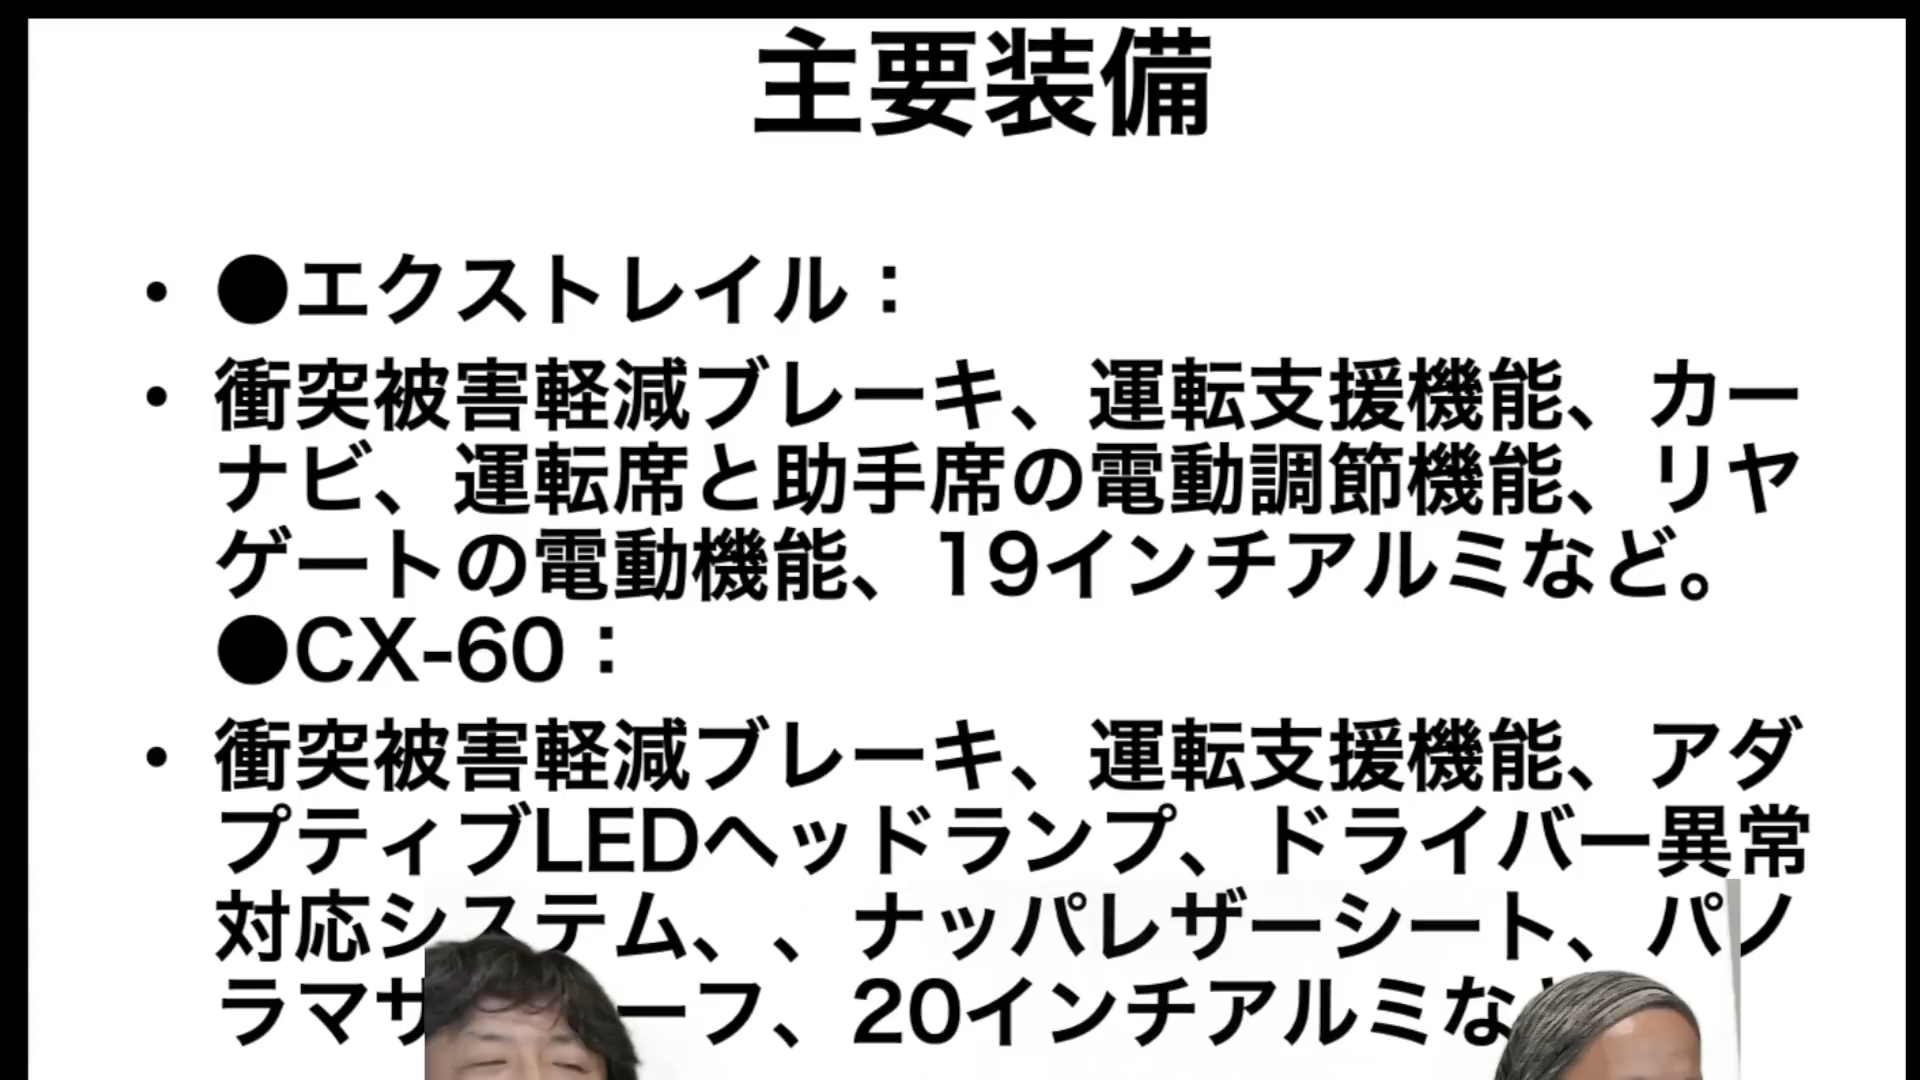 主要装備
• ●エクストレイル：
• 衝突被害軽減ブレーキ、運転支援機能、カー
ナビ、運転席と助手席の電動調節機能、リヤ
ゲートの電動機能、19インチアルミなど。
●CX-60：
• 衝突被害軽減ブレーキ、運転支援機能、アダ
プティブLEDヘッドランプ、ドライバー異常
対応システム、、ナッパレザーシート、パノ
ラマサ ーフ、20インチアルミな